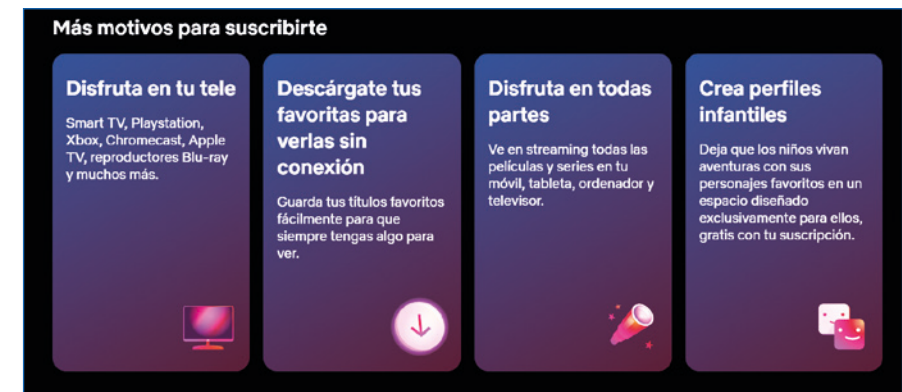 Más motivos para suscribirte
Disfruta en tu tele
Smart TV, Playstation,
Xbox, Chromecast, Apple
TV, reproductores Blu-ray
y muchos más.
Descárgate tus
favoritas para
verlas sin
conexión
Guarda tus títulos favoritos
fácilmente para que
siempre tengas algo para
ver.
Disfruta en todas
partes
Ve en streaming todas las
películas y series en tu
móvil, tableta, ordenador y
televisor.
Crea perfiles
infantiles
Deja que los niños vivan
aventuras con sus
personajes favoritos en un
espacio diseñado
exclusivamente para ellos,
gratis con tu suscripción.